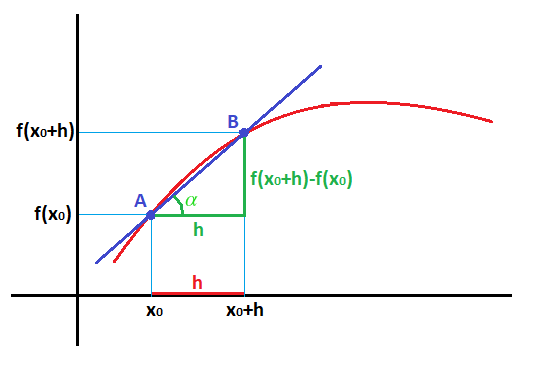 f(x₀+h)
B
f(x₀+h)-f(x₀)
A
α
f(x₀)
h
h
x₀
x₀+h